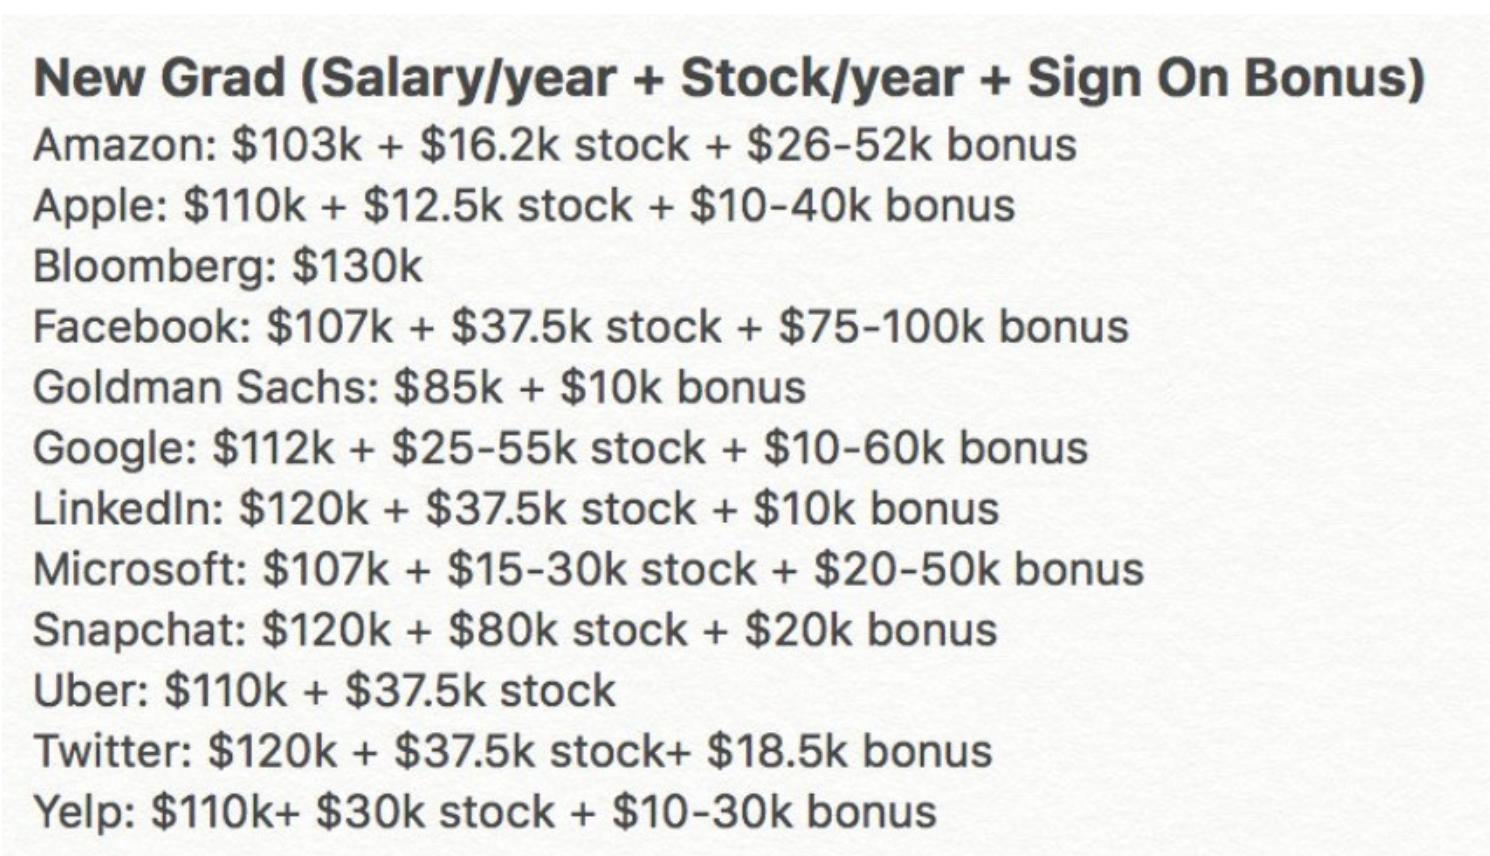 New Grad (Salary/year + Stock/year + Sign On Bonus)
Amazon: $103k + $16.2k stock + $26-52k bonus
Apple: $110k + $12.5k stock + $10-40k bonus
Bloomberg: $130k
Facebook: $107k + $37.5k stock + $75-100k bonus
Goldman Sachs: $85k + $10k bonus
Google: $112k + $25-55k stock + $10-60k bonus
LinkedIn: $120k + $37.5k stock + $10k bonus
Microsoft: $107k + $15-30k stock + $20-50k bonus
Snapchat: $120k + $80k stock + $20k bonus
Uber: $110k + $37.5k stock
Twitter: $120k + $37.5k stock+ $18.5k bonus
Yelp: $110k+ $30k stock + $10-30k bonus